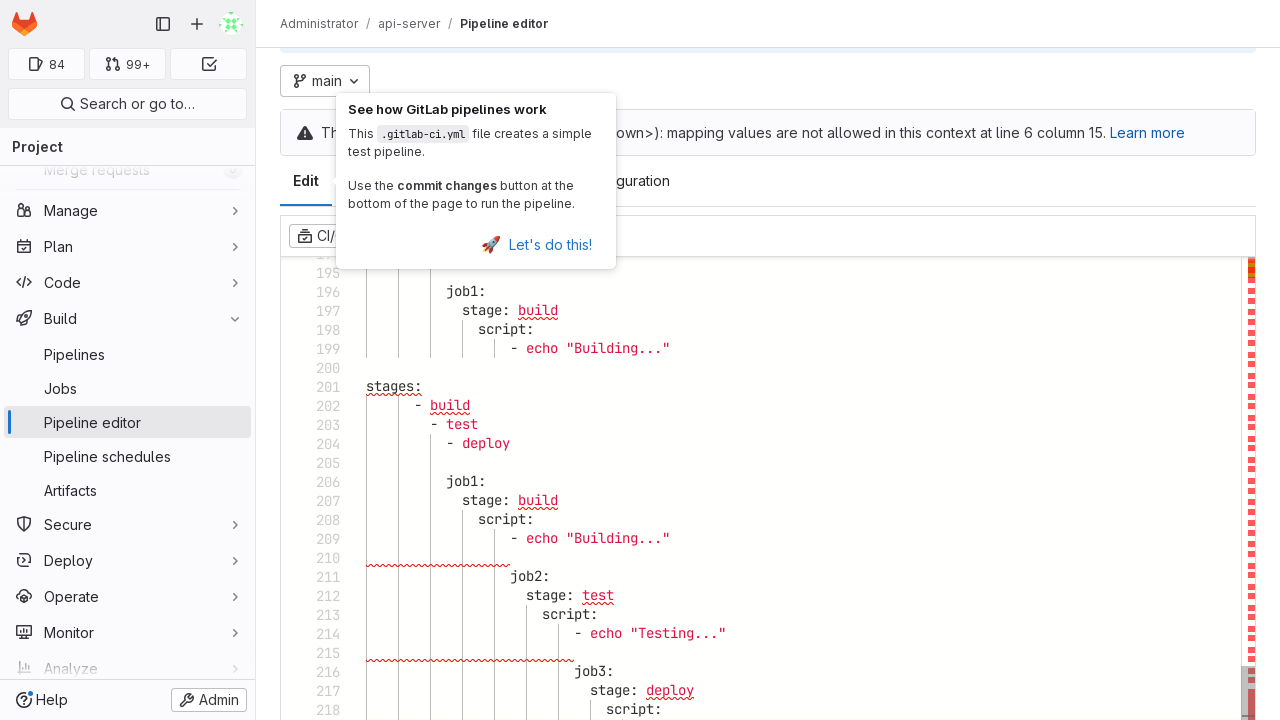 Administrator / api-server / Pipeline editor
84
99+
Search or go to…
Project
Merge requests
Manage
Plan
Code
Build
Pipelines
Jobs
Pipeline editor
Pipeline schedules
Artifacts
Secure
Deploy
Operate
Monitor
Analyze
Help
Admin
main
own>): mapping values are not allowed in this context at line 6 column 15. Learn more
See how GitLab pipelines work
This .gitlab-ci.yml file creates a simple
test pipeline.
Use the commit changes button at the
bottom of the page to run the pipeline.
🚀 Let's do this!
Edit
guration
CI/
195
196 job1:
197 stage: build
198 script:
199 - echo "Building..."
200
201 stages:
202 - build
203 - test
204 - deploy
205
206 job1:
207 stage: build
208 script:
209 - echo "Building..."
210
211 job2:
212 stage: test
213 script:
214 - echo "Testing..."
215
216 job3:
217 stage: deploy
218 script: